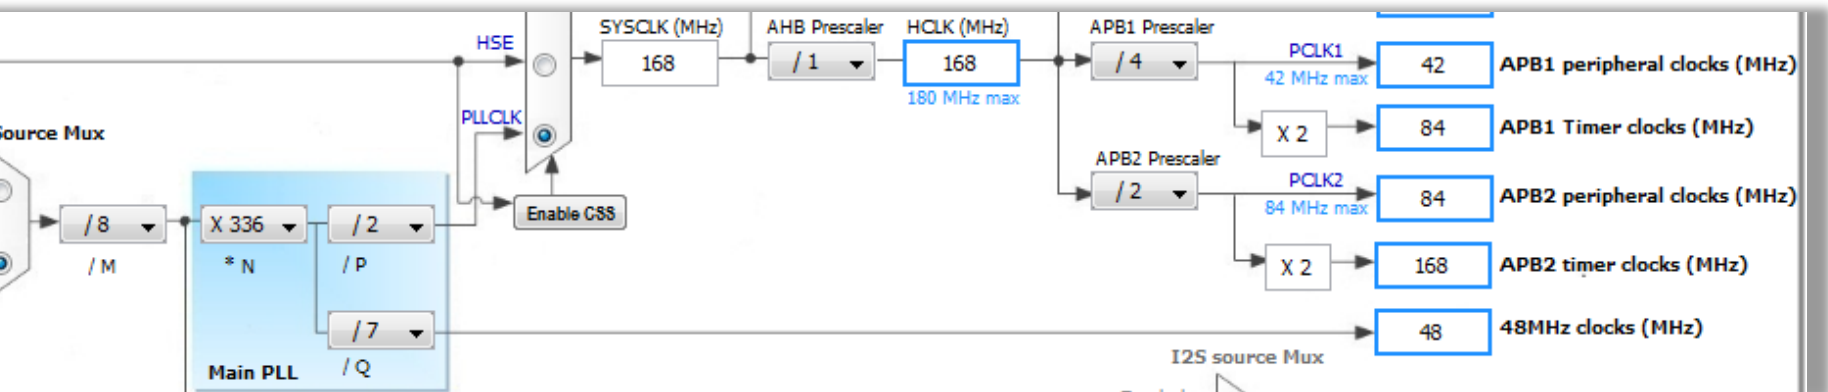 SYSCLK (MHz)
AHB Prescaler
HCLK (MHz)
APB1 Prescaler
HSE
168
/ 1
168
/ 4
PCLK1
42
APB1 peripheral clocks (MHz)
180 MHz max
42 MHz max
PLLCLK
Source Mux
X 2
84
APB1 Timer clocks (MHz)
APB2 Prescaler
/ 2
PCLK2
84
APB2 peripheral clocks (MHz)
84 MHz max
Enable CSS
/ 8
X 336
/ 2
/ M
* N
/ P
X 2
168
APB2 timer clocks (MHz)
/ 7
48
48MHz clocks (MHz)
/ Q
Main PLL
I2S source Mux